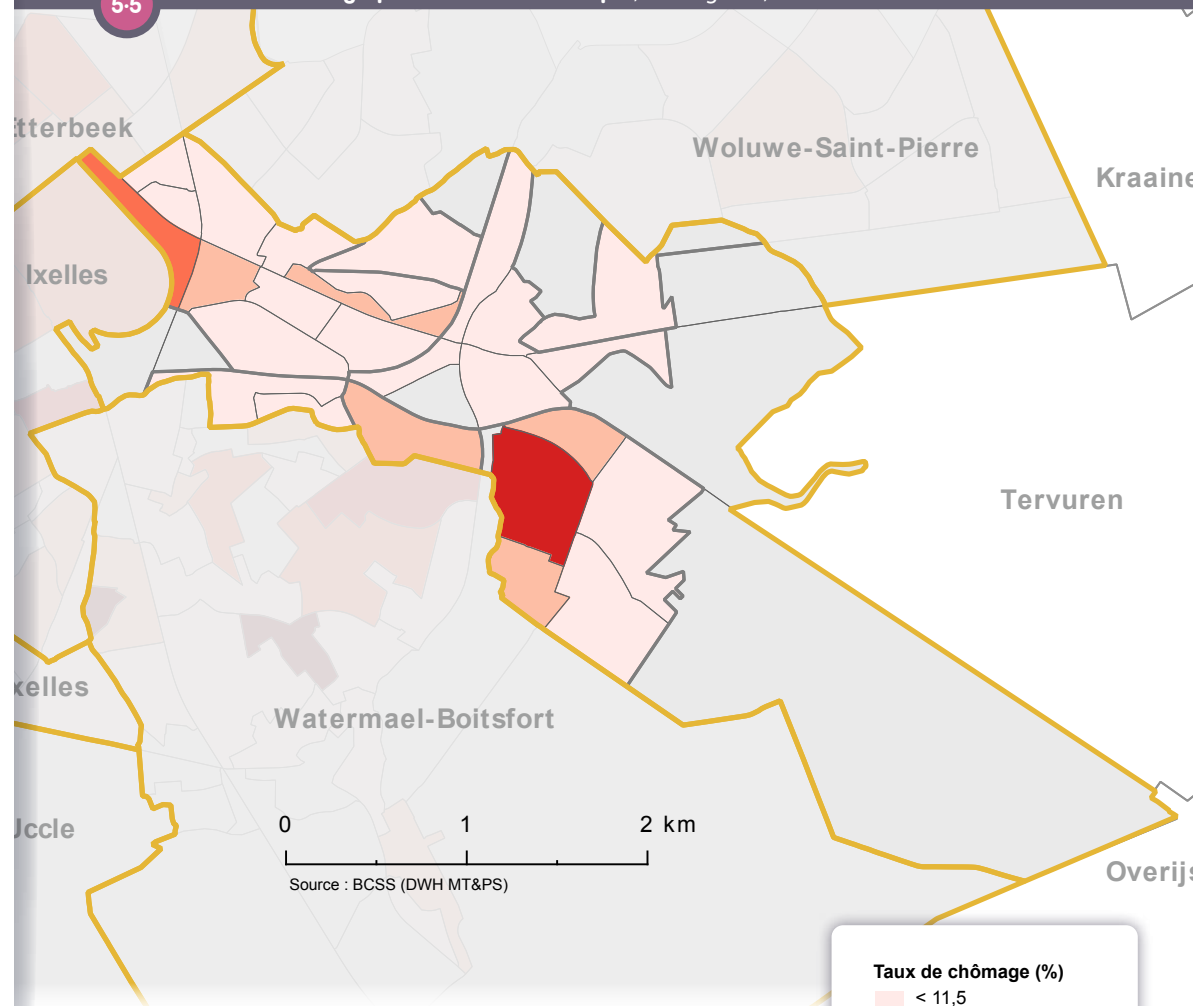 5·5
Etterbeek
Woluwe-Saint-Pierre
Kraaine
Ixelles
Tervuren
xelles
Watermael-Boitsfort
Uccle
0 1 2 km
Source : BCSS (DWH MT&PS)
Overijs
Taux de chômage (%)
< 11,5